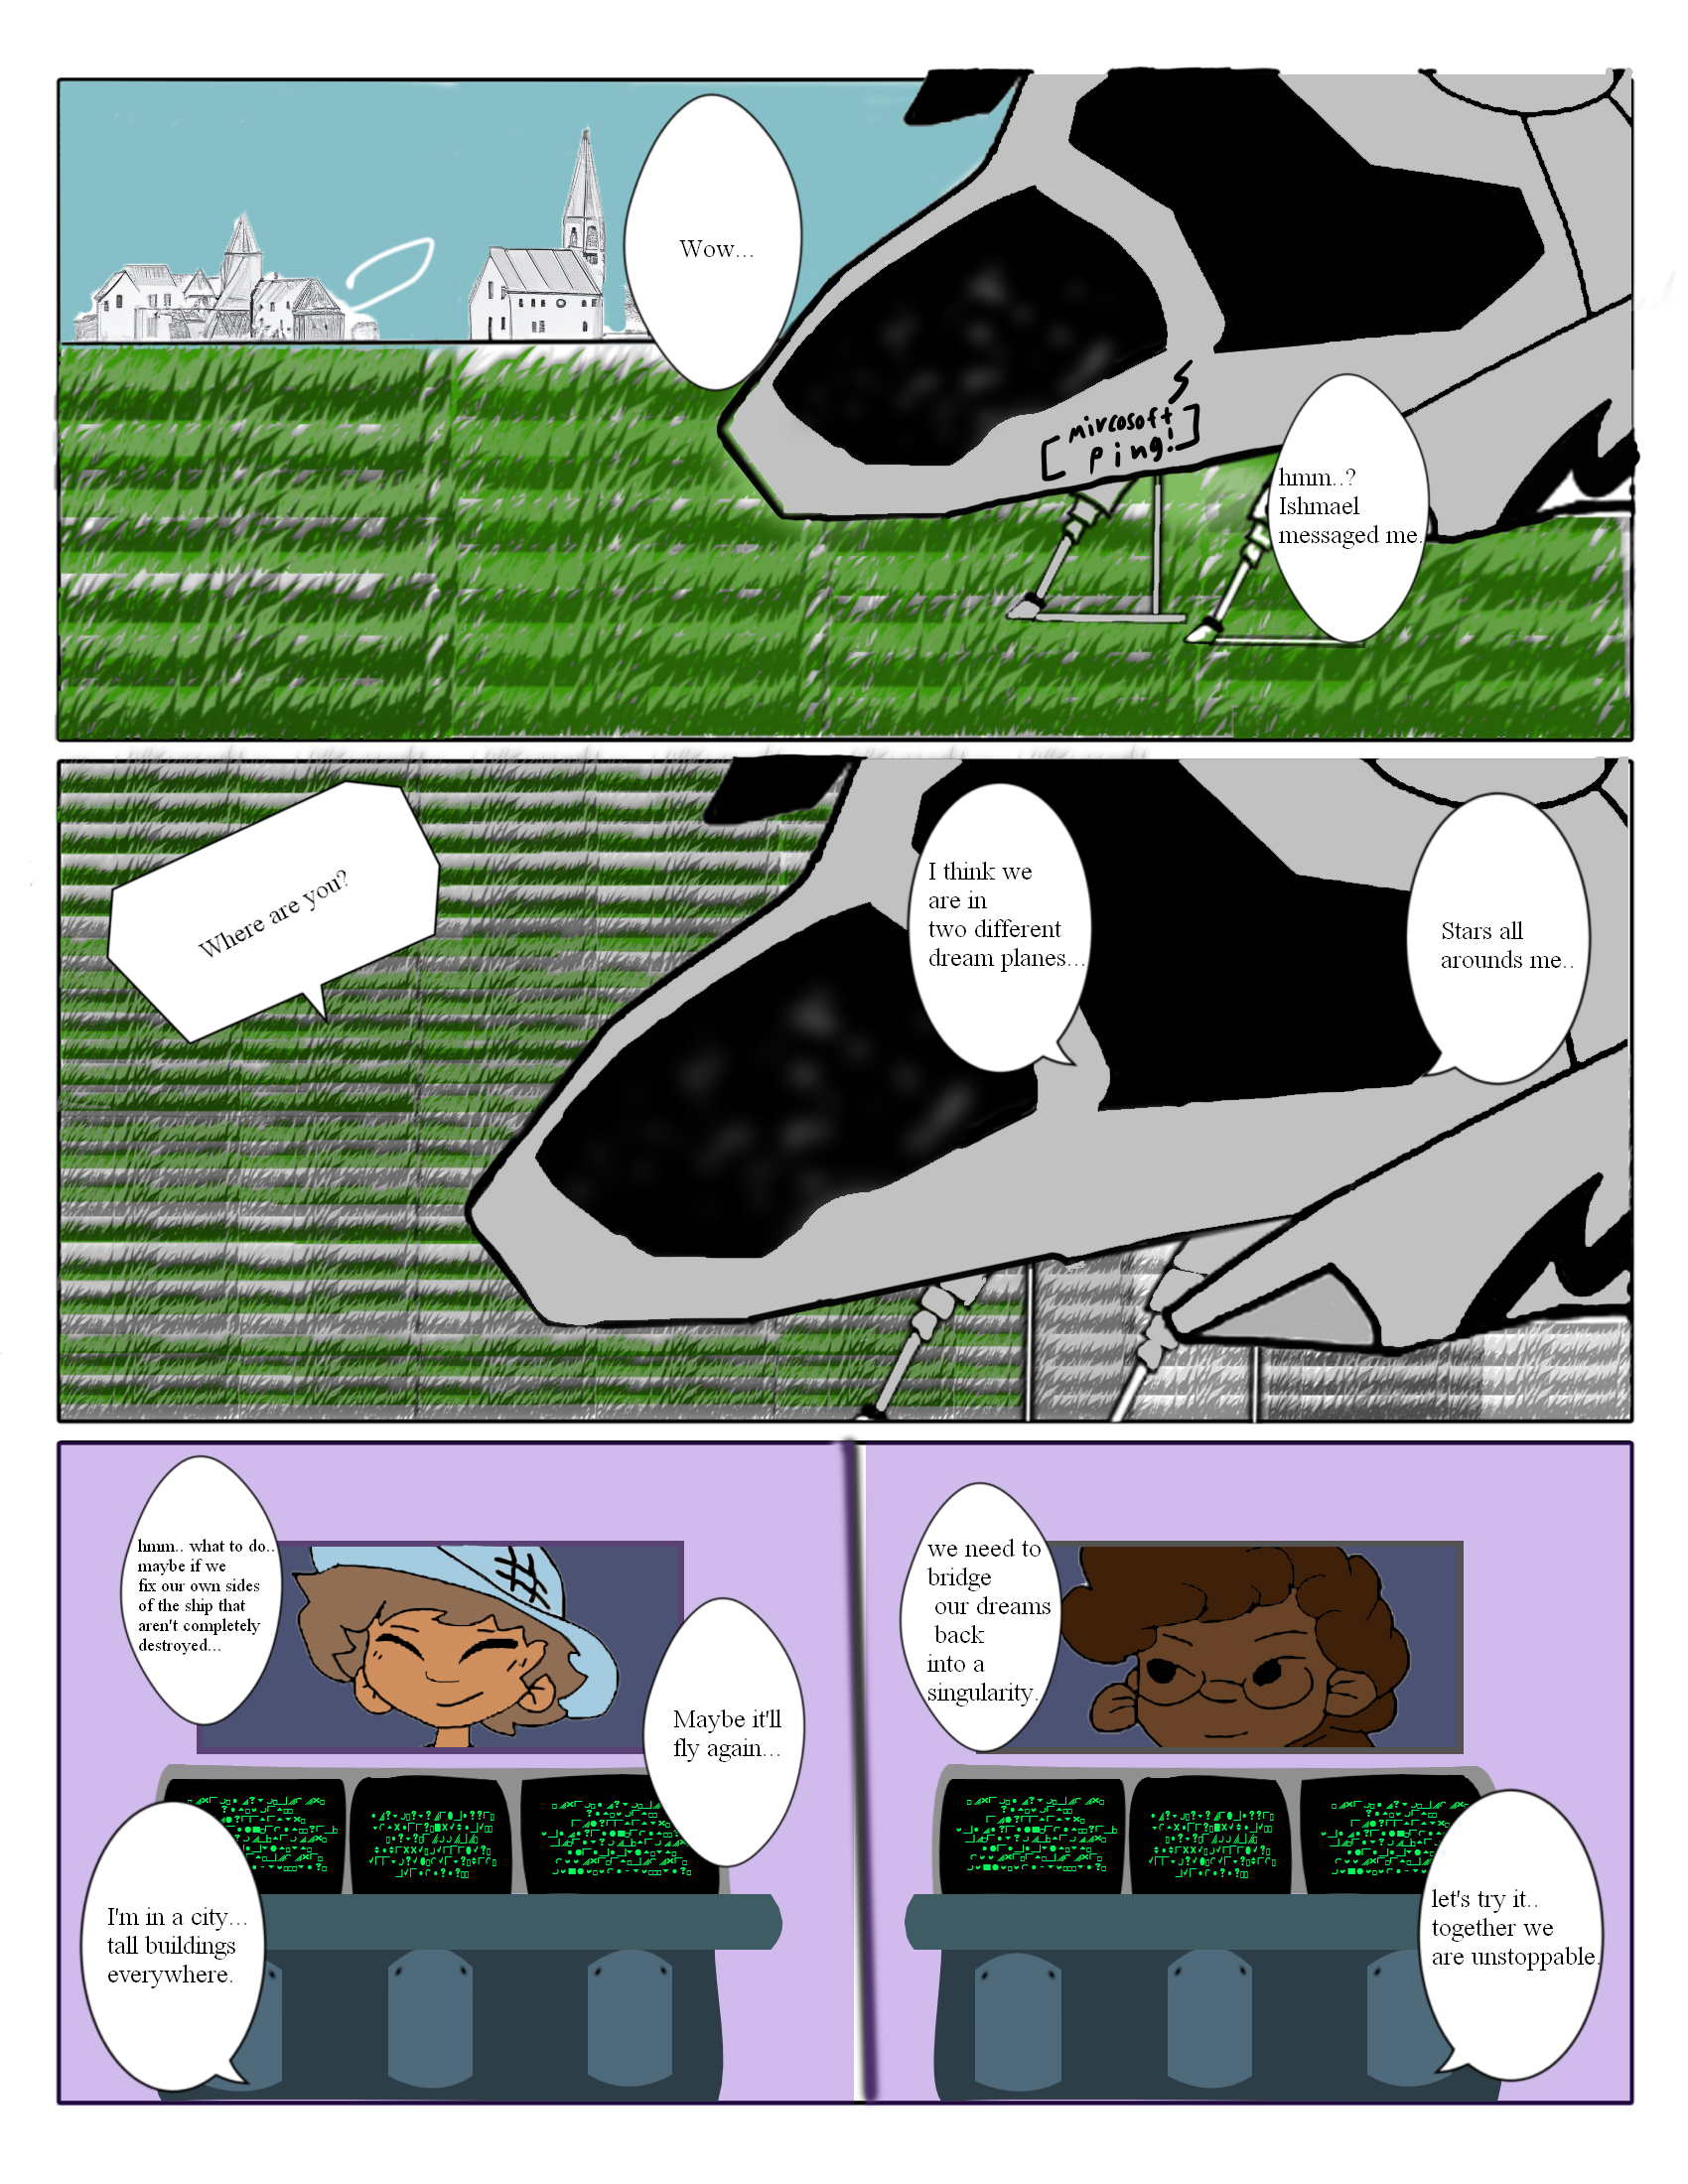 Wow...
[mircosoft
ping!]
hmm..?
Ishmael
messaged me.
Where are you?
I think we
are in
two different
dream planes...
Stars all
arounds me..
hmm.. what to do..
maybe if we
fix our own sides
of the ship that
aren't completely
destroyed...
Maybe it'll
fly again...
I'm in a city...
tall buildings
everywhere.
we need to
bridge
our dreams
back
into a
singularity.
let's try it..
together we
are unstoppable.